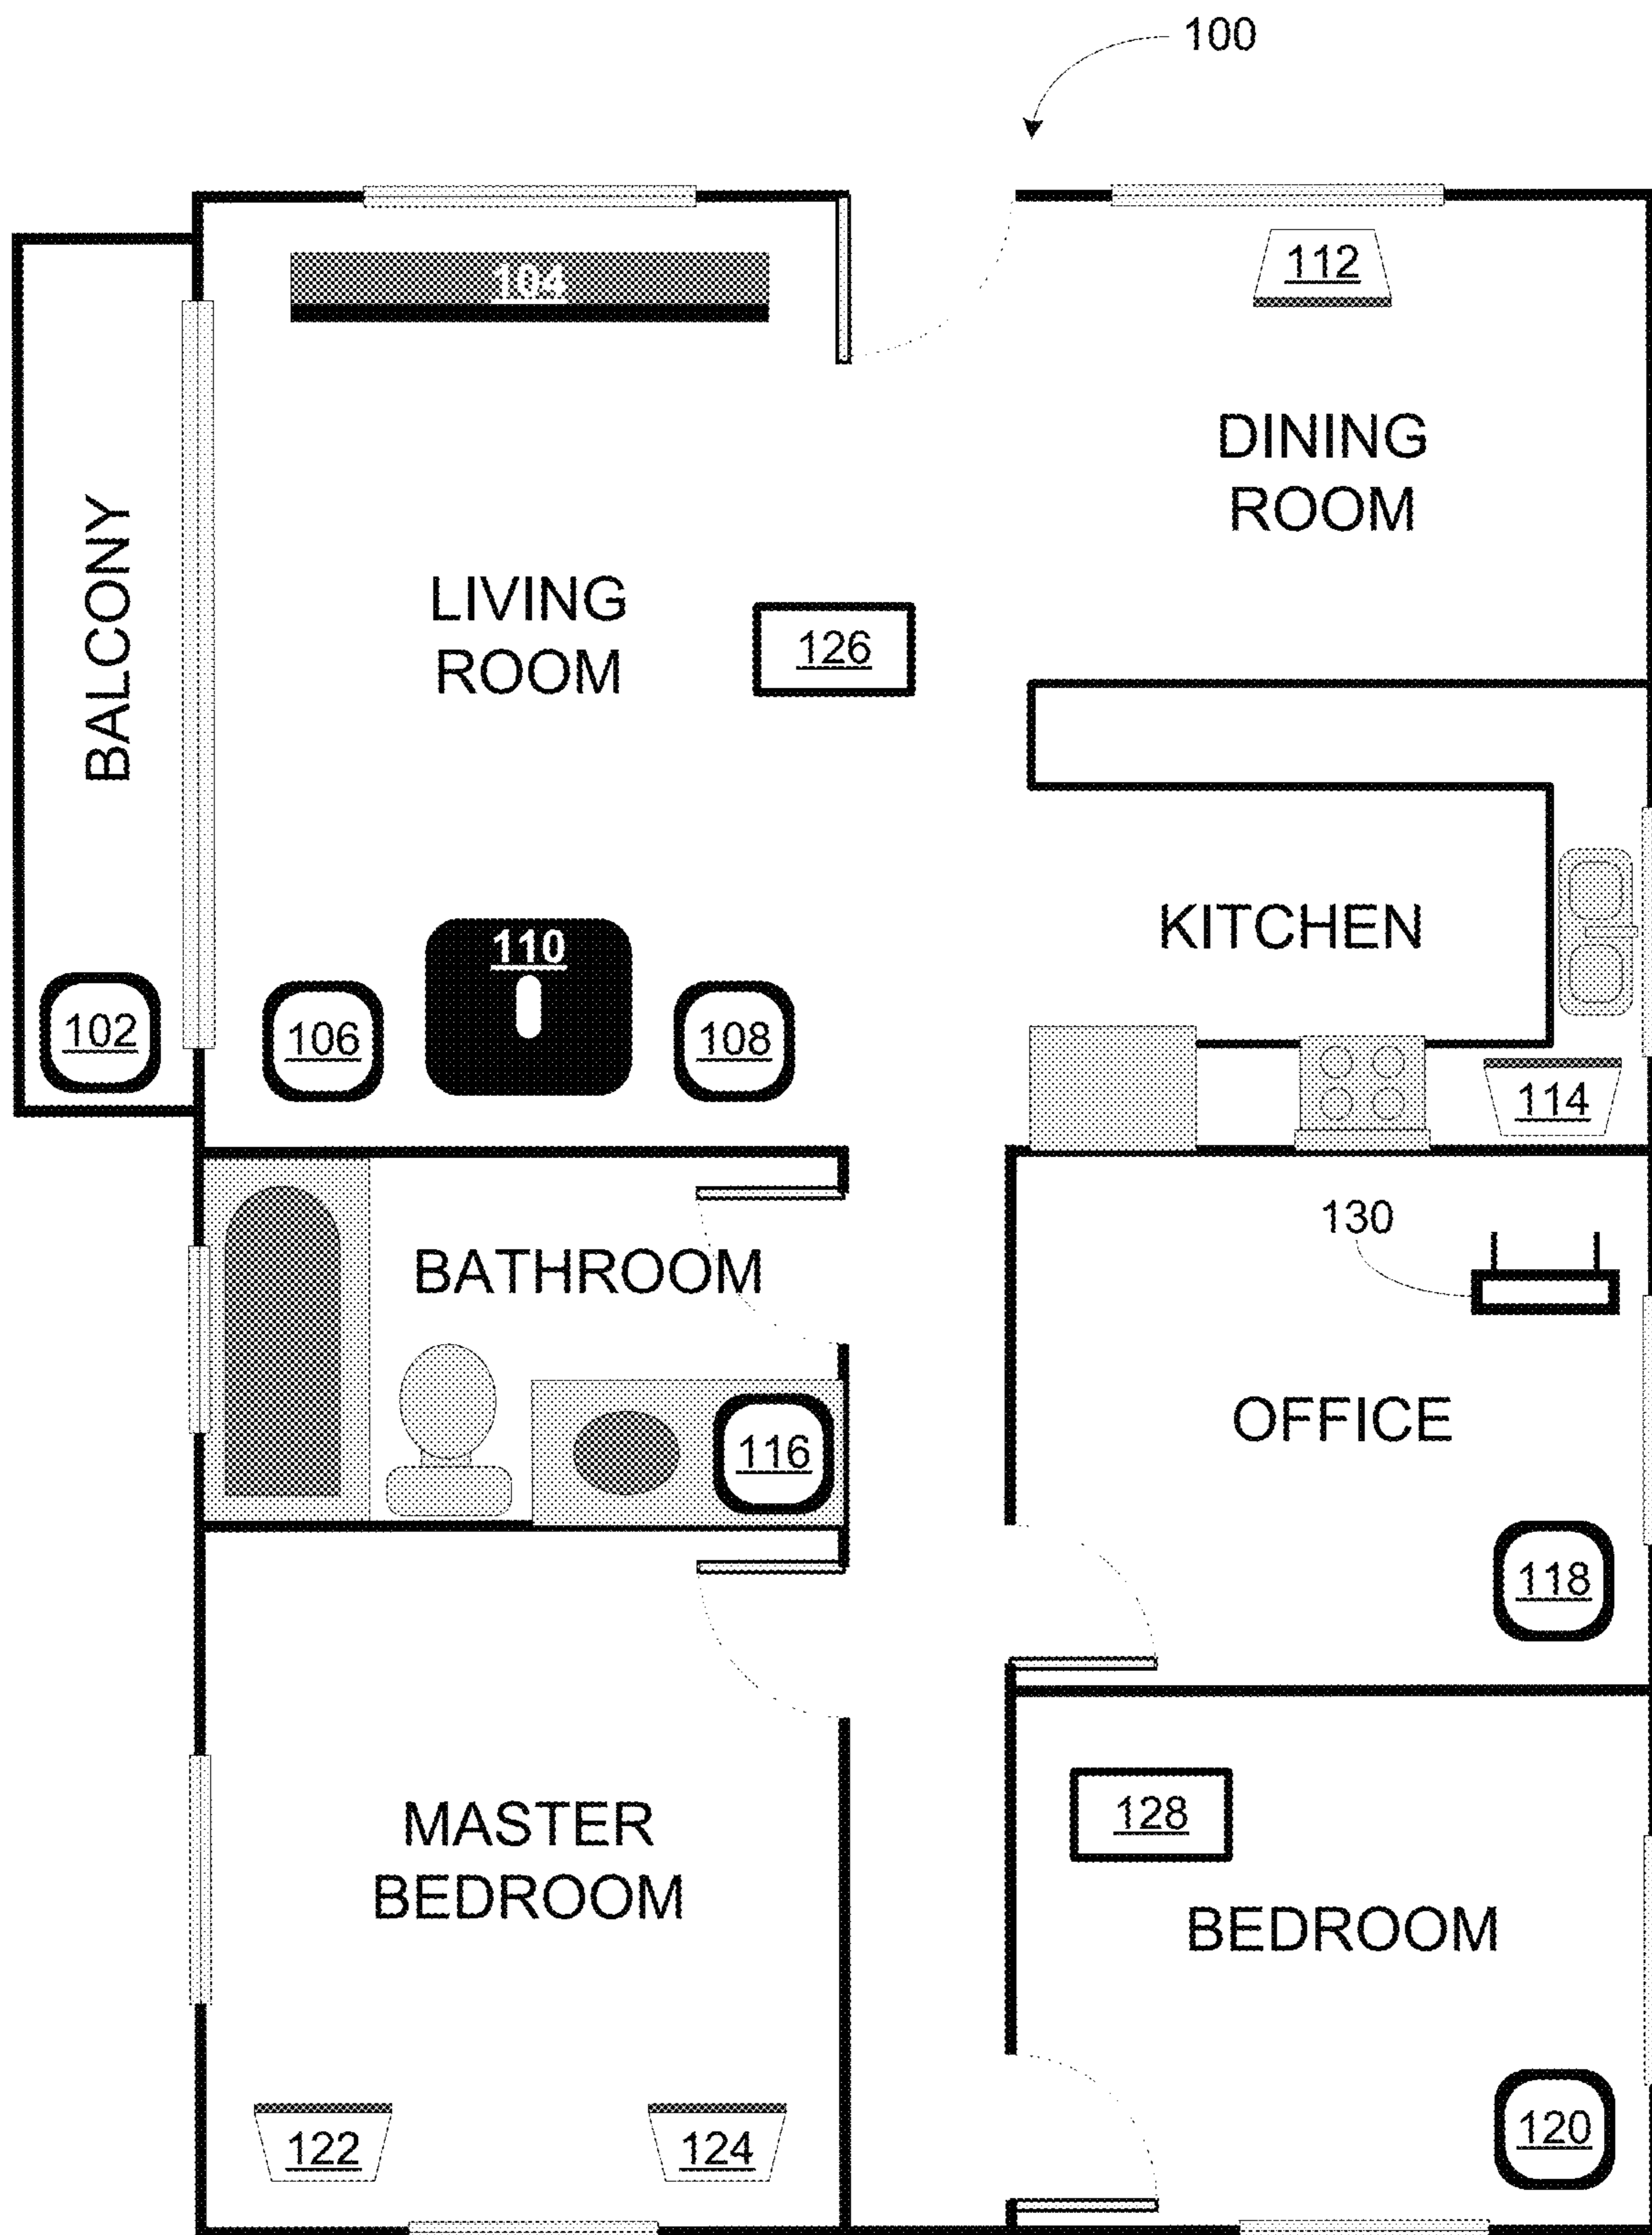 100
104
112
DINING
ROOM
BALCONY
LIVING
ROOM
126
KITCHEN
110
102
106
108
114
130
BATHROOM
OFFICE
116
118
MASTER
BEDROOM
128
BEDROOM
122
124
120